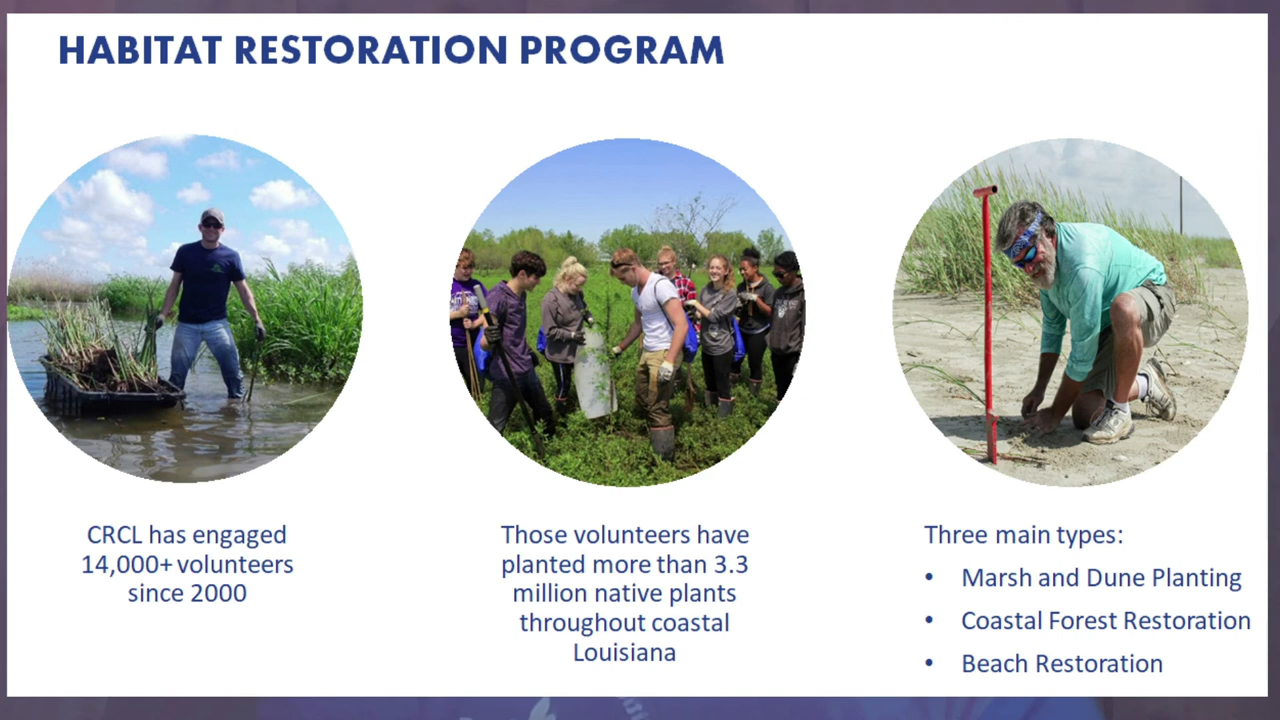 HABITAT RESTORATION PROGRAM
CRCL has engaged
14,000+ volunteers
since 2000
Those volunteers have
planted more than 3.3
million native plants
throughout coastal
Louisiana
Three main types:
• Marsh and Dune Planting
• Coastal Forest Restoration
• Beach Restoration